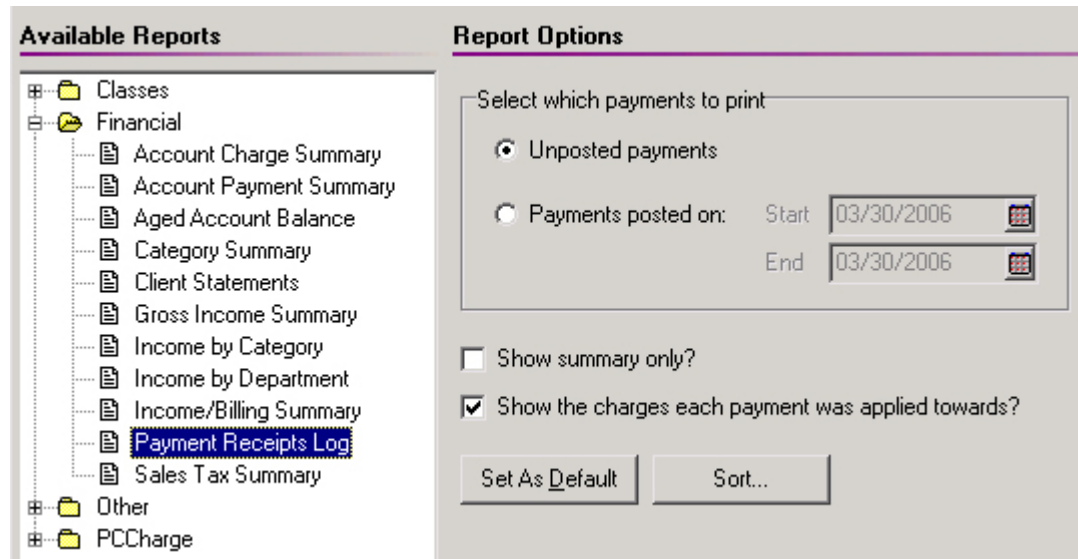 Available Reports
Classes
Financial
Account Charge Summary
Account Payment Summary
Aged Account Balance
Category Summary
Client Statements
Gross Income Summary
Income by Category
Income by Department
Income/Billing Summary
Payment Receipts Log
Sales Tax Summary
Other
PCCharge
Report Options
Select which payments to print
Unposted payments
Payments posted on: Start 03/30/2006
End 03/30/2006
Show summary only?
Show the charges each payment was applied towards?
Set As Default Sort...